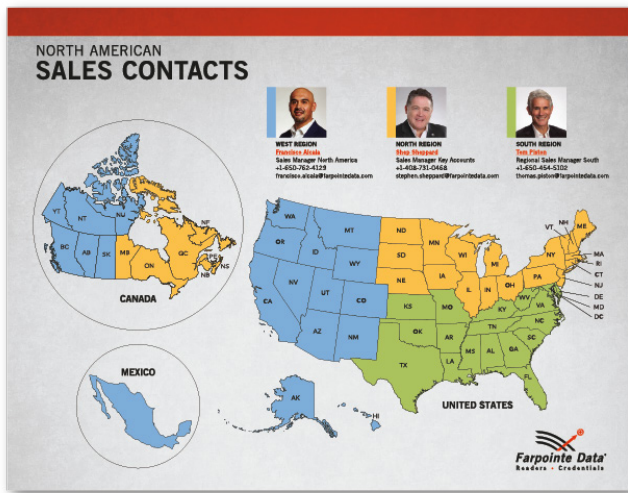 NORTH AMERICAN
SALES CONTACTS
WEST REGION
Francisco Alcala
Sales Manager North America
+1-650-762-4129
francisco.alcala@farpointedata.com
NORTH REGION
Shep Sheppard
Sales Manager Key Accounts
+1-408-731-0468
stephen.sheppard@farpointedata.com
SOUTH REGION
Tom Piston
Regional Sales Manager South
+1-650-454-5102
thomas.piston@farpointedata.com
YT
NT
NU
BC
AB
SK
MB
ON
QC
NF
PE
NS
NB
CANADA
MEXICO
WA
OR
CA
ID
NV
MT
WY
UT
AZ
CO
NM
ND
SD
NE
MN
IA
WI
IL
MI
IN
OH
PA
NY
VT
NH
ME
MA
RI
CT
NJ
DE
MD
DC
KS
MO
OK
AR
TX
LA
KY
WV
VA
TN
NC
SC
MS
AL
GA
FL
AK
HI
UNITED STATES
Farpointe Data
Readers • Credentials